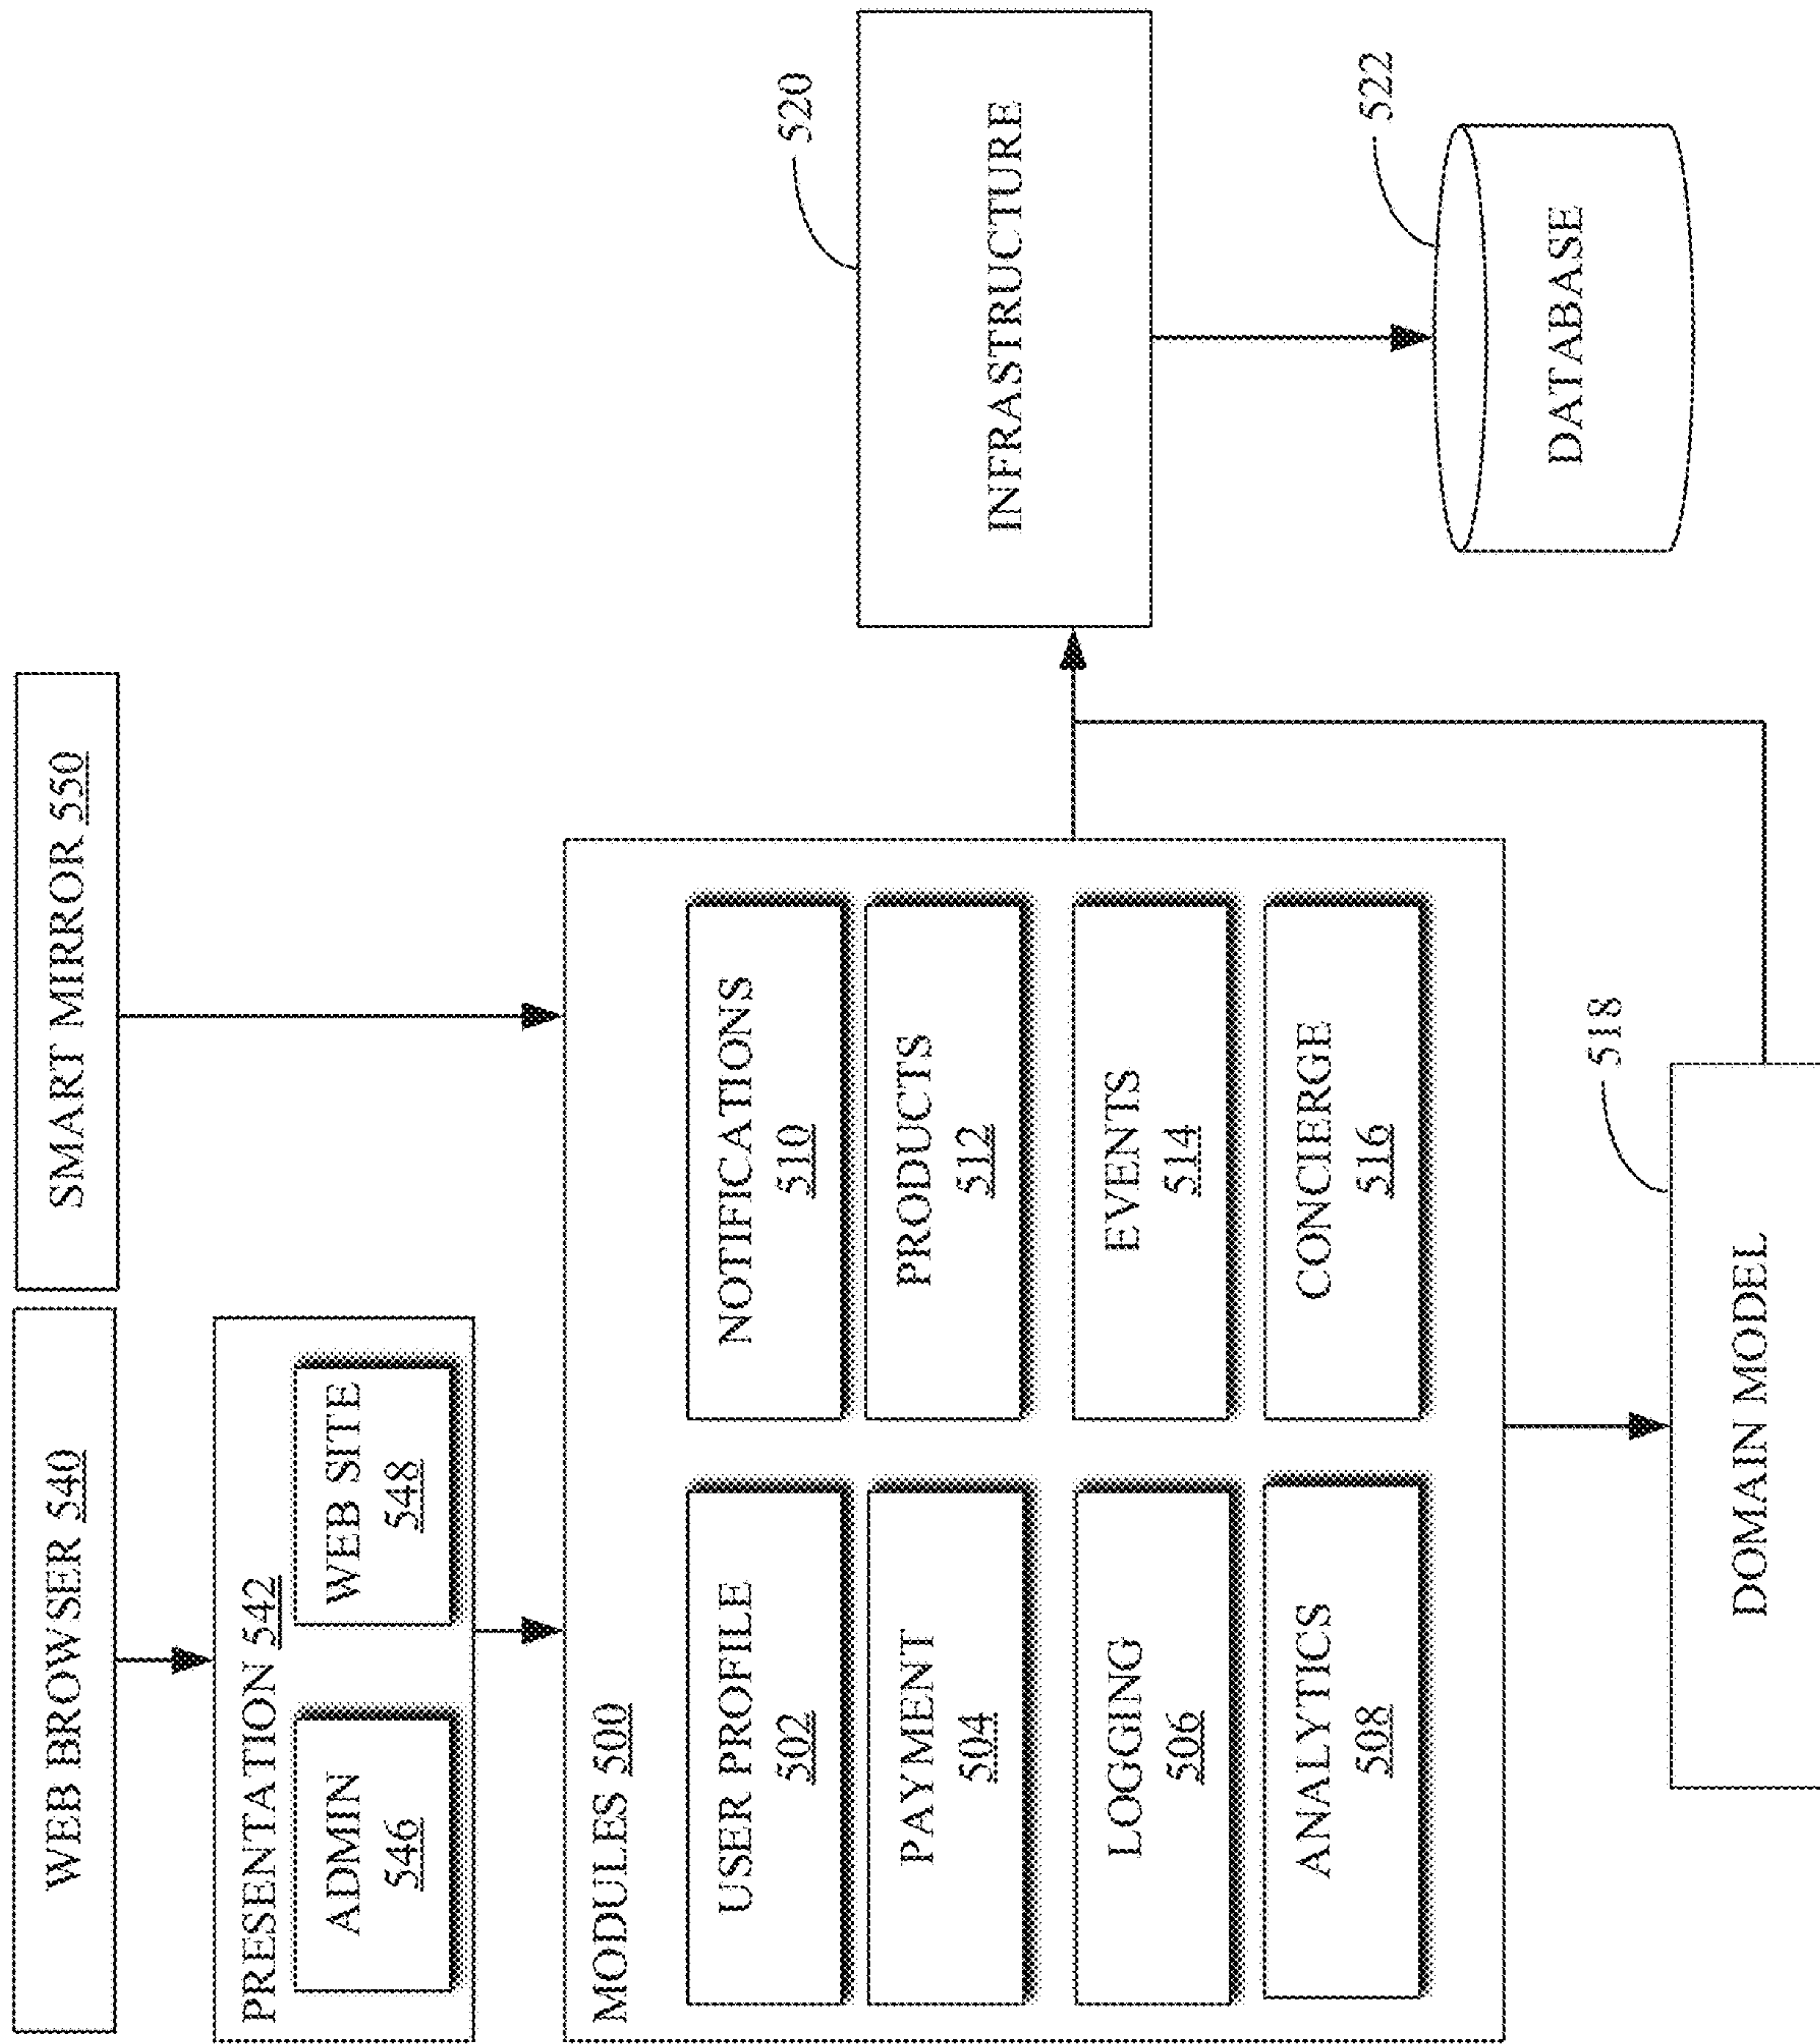 WEB BROWSER 540
SMART MIRROR 550
PRESENTATION 542
ADMIN
546
WEB SITE
548
MODULES 500
USER PROFILE
502
NOTIFICATIONS
510
PAYMENT
504
PRODUCTS
512
LOGGING
506
EVENTS
514
ANALYTICS
508
CONCIERGE
516
520
INFRASTRUCTURE
522
DATABASE
518
DOMAIN MODEL